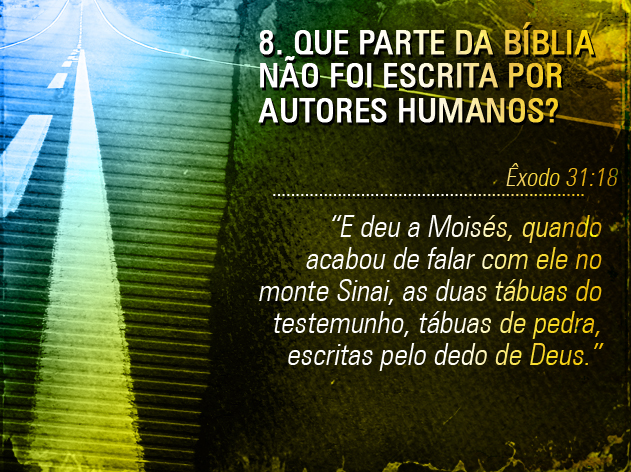 8. QUE PARTE DA BÍBLIA
NÃO FOI ESCRITA POR
AUTORES HUMANOS?
Êxodo 31:18
“E deu a Moisés, quando
acabou de falar com ele no
monte Sinai, as duas tábuas do
testemunho, tábuas de pedra,
escritas pelo dedo de Deus.”